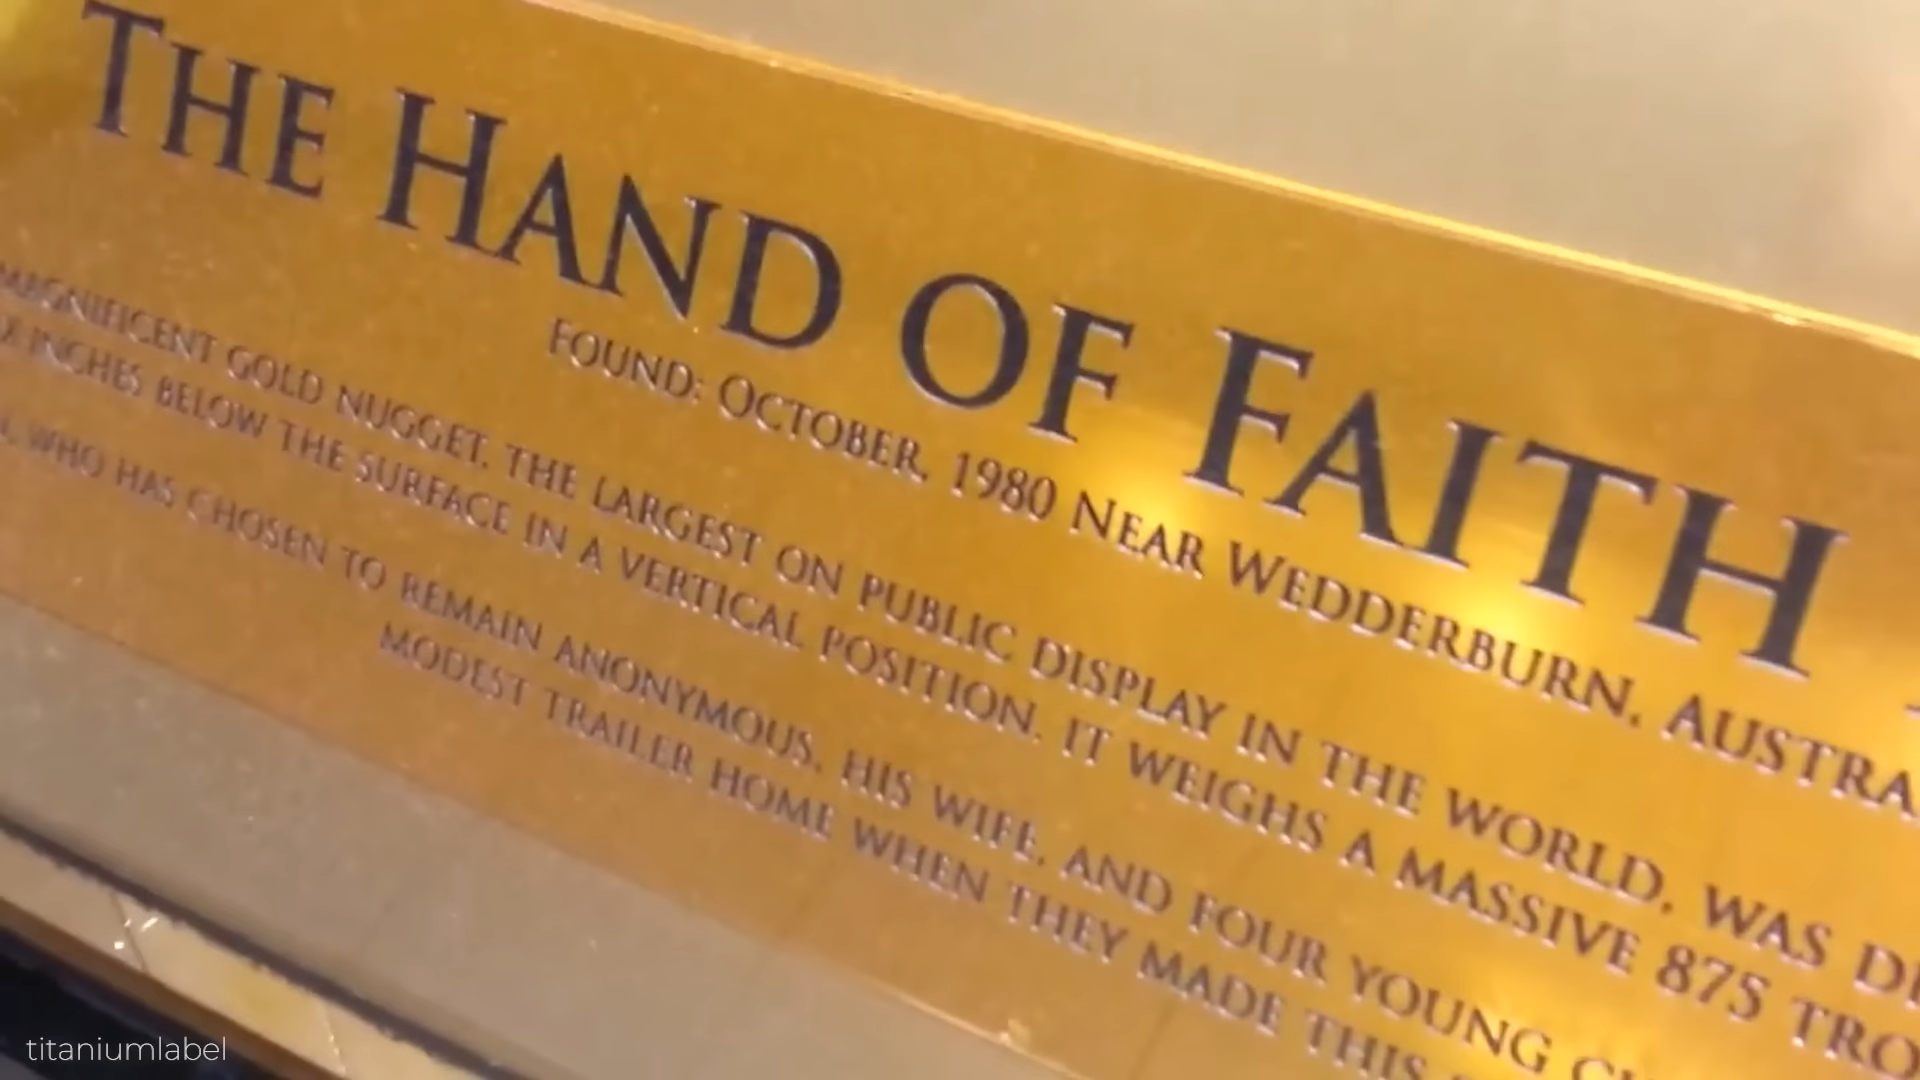 THE HAND OF FAITH
FOUND: OCTOBER, 1980 NEAR WEDDERBURN, AUSTRA
MAGNIFICENT GOLD NUGGET, THE LARGEST ON PUBLIC DISPLAY IN THE WORLD, WAS
INCHES BELOW THE SURFACE IN A VERTICAL POSITION. IT WEIGHS A MASSIVE 875 TRO
WHO HAS CHOSEN TO REMAIN ANONYMOUS, HIS WIFE, AND FOUR YOUNG
MODEST TRAILER HOME WHEN THEY MADE THIS
titaniumlabel